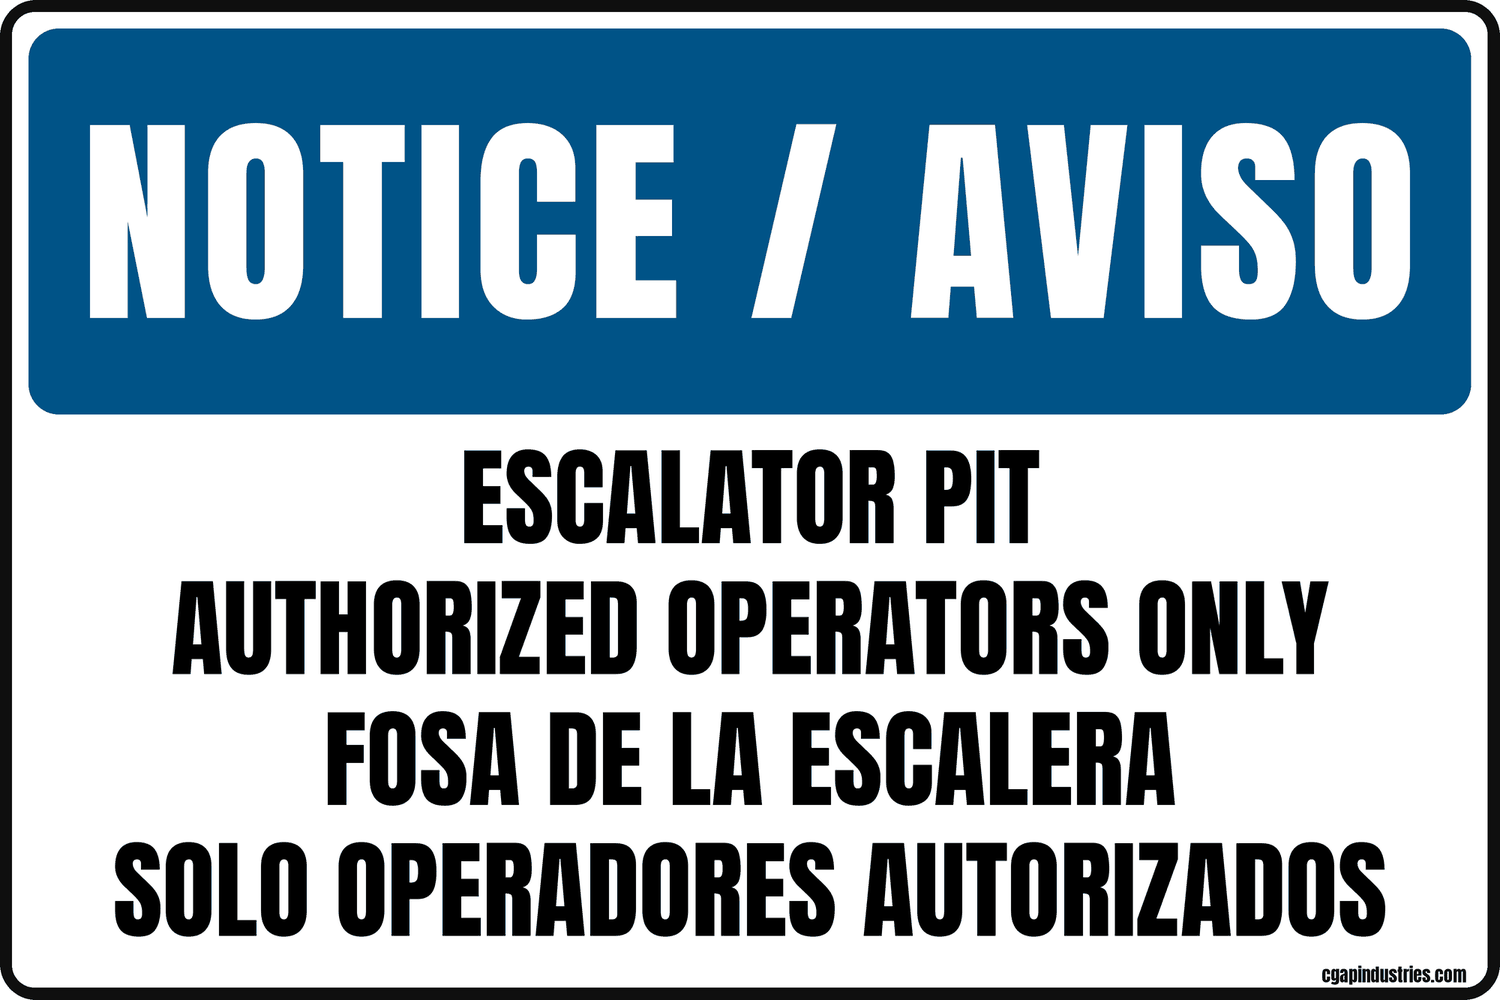 NOTICE / AVISO
ESCALATOR PIT
AUTHORIZED OPERATORS ONLY
FOSA DE LA ESCALERA
SOLO OPERADORES AUTORIZADOS
cgapindustries.com